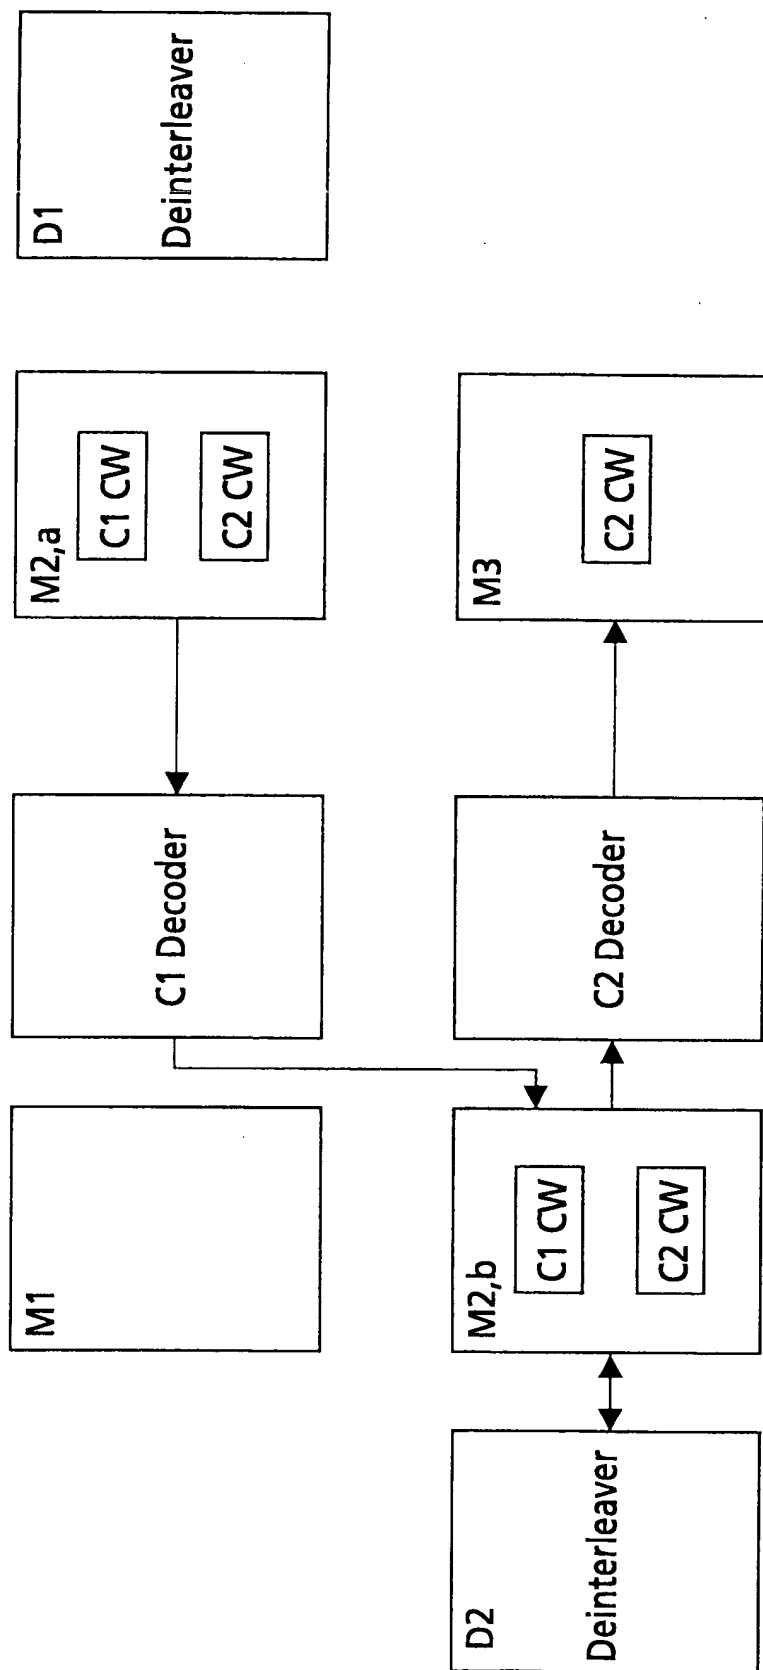 M1
C1 Decoder
M2,a
C1 CW
C2 CW
D1
Deinterleaver
D2
Deinterleaver
M2,b
C1 CW
C2 CW
C2 Decoder
M3
C2 CW